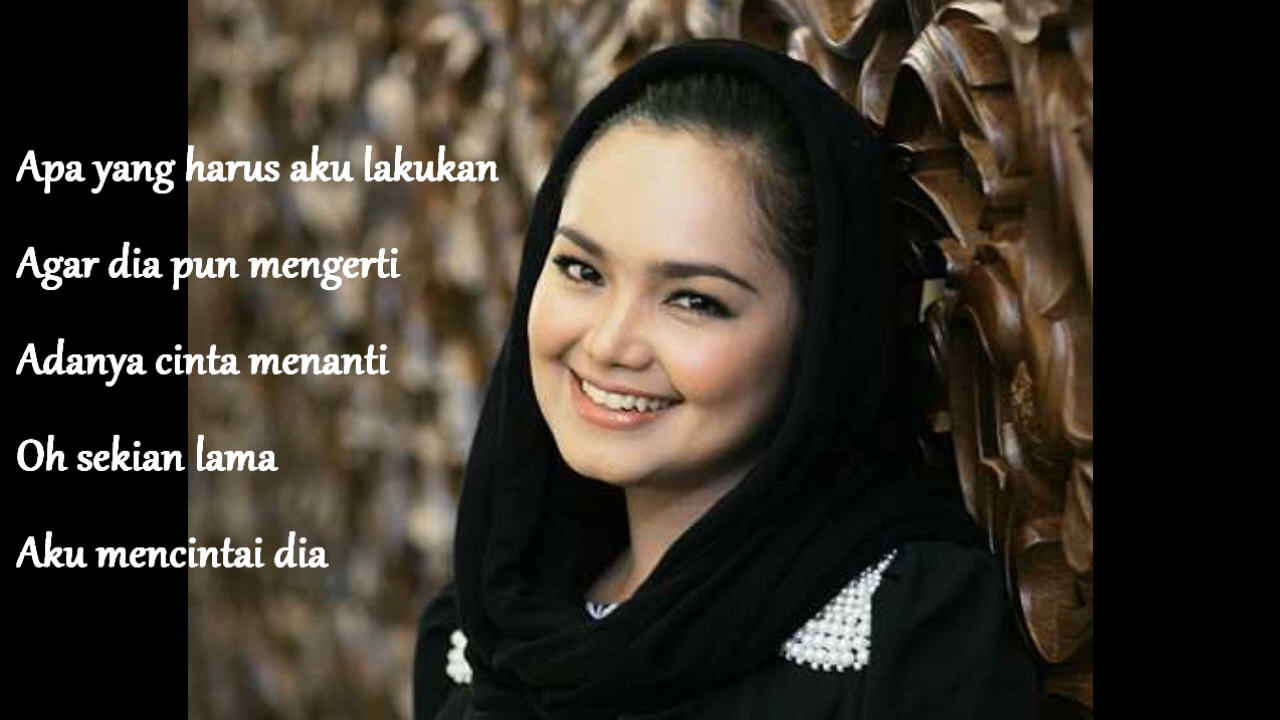 Apa yang harus aku lakukan
Agar dia pun mengerti
Adanya cinta menanti
Oh sekian lama
Aku mencintai dia